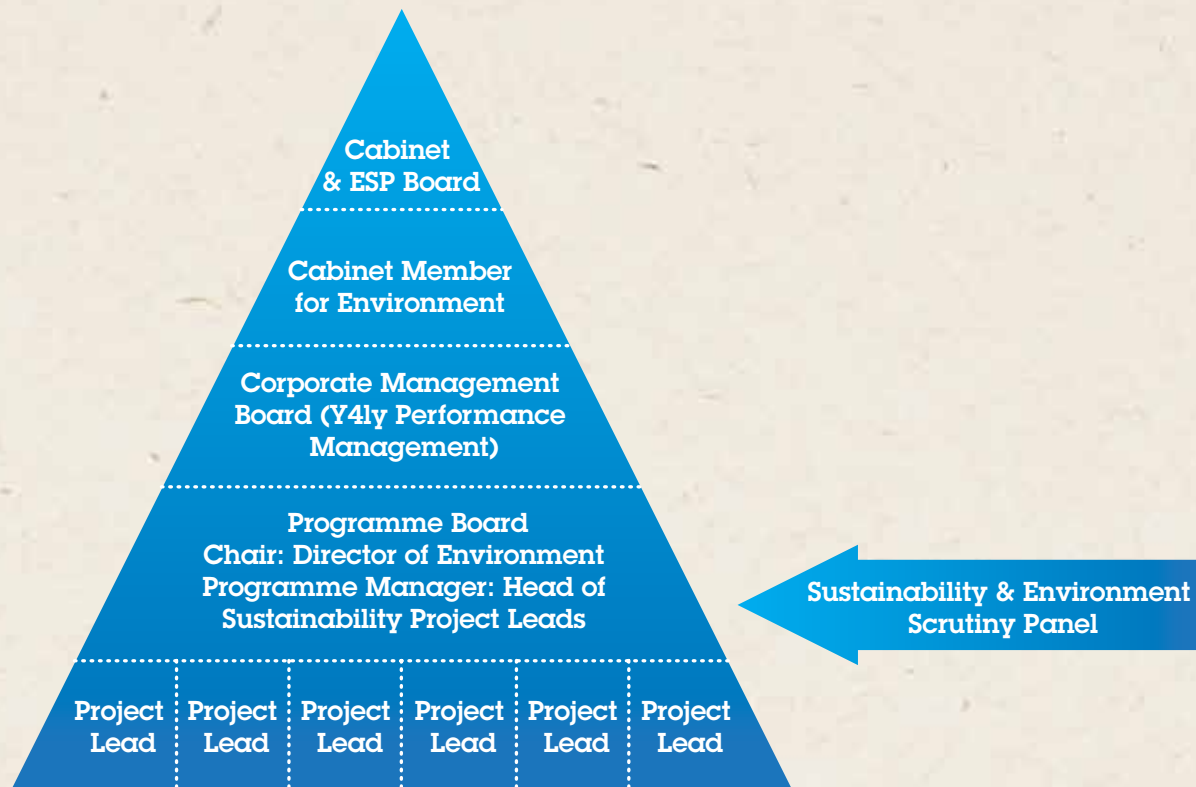 Cabinet
& ESP Board
Cabinet Member
for Environment
Corporate Management
Board (Y4ly Performance
Management)
Programme Board
Chair: Director of Environment
Programme Manager: Head of
Sustainability Project Leads
Sustainability & Environment
Scrutiny Panel
Project Project Project Project Project Project
Lead Lead Lead Lead Lead Lead